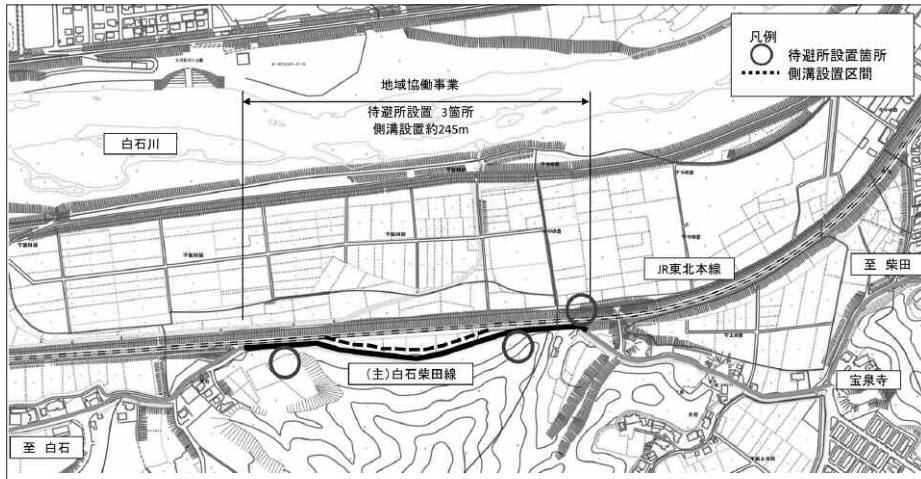 凡例
待避所設置箇所
側溝設置区間
地域協働事業
待避所設置 3箇所
側溝設置約245m
白石川
JR東北本線
至 柴田
(主)白石柴田線
宝泉寺
至 白石